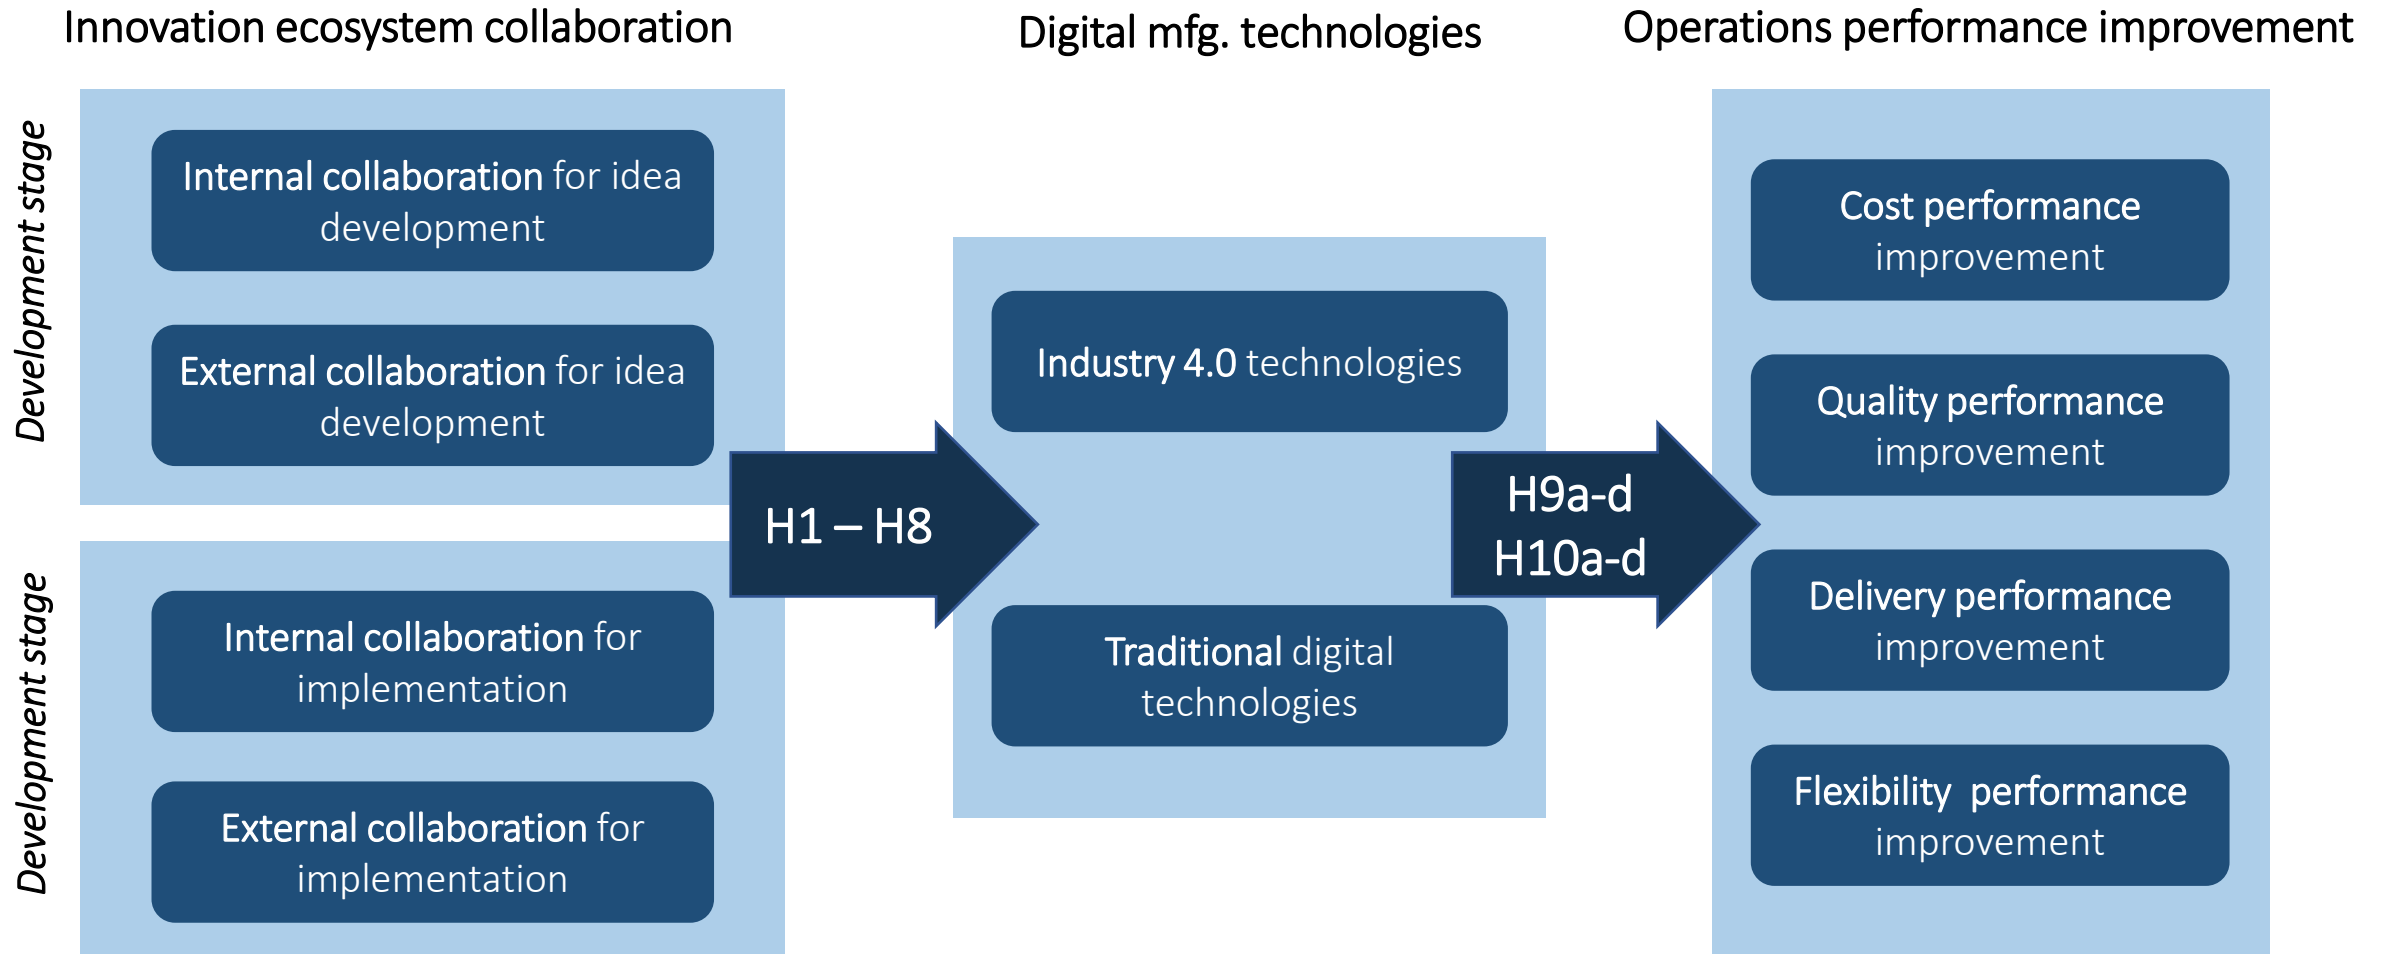 Innovation ecosystem collaboration
Development stage
Internal collaboration for idea
development
External collaboration for idea
development
Development stage
Internal collaboration for
implementation
External collaboration for
implementation
H1 – H8
Digital mfg. technologies
Industry 4.0 technologies
Traditional digital
technologies
H9a-d
H10a-d
Operations performance improvement
Cost performance
improvement
Quality performance
improvement
Delivery performance
improvement
Flexibility  performance
improvement